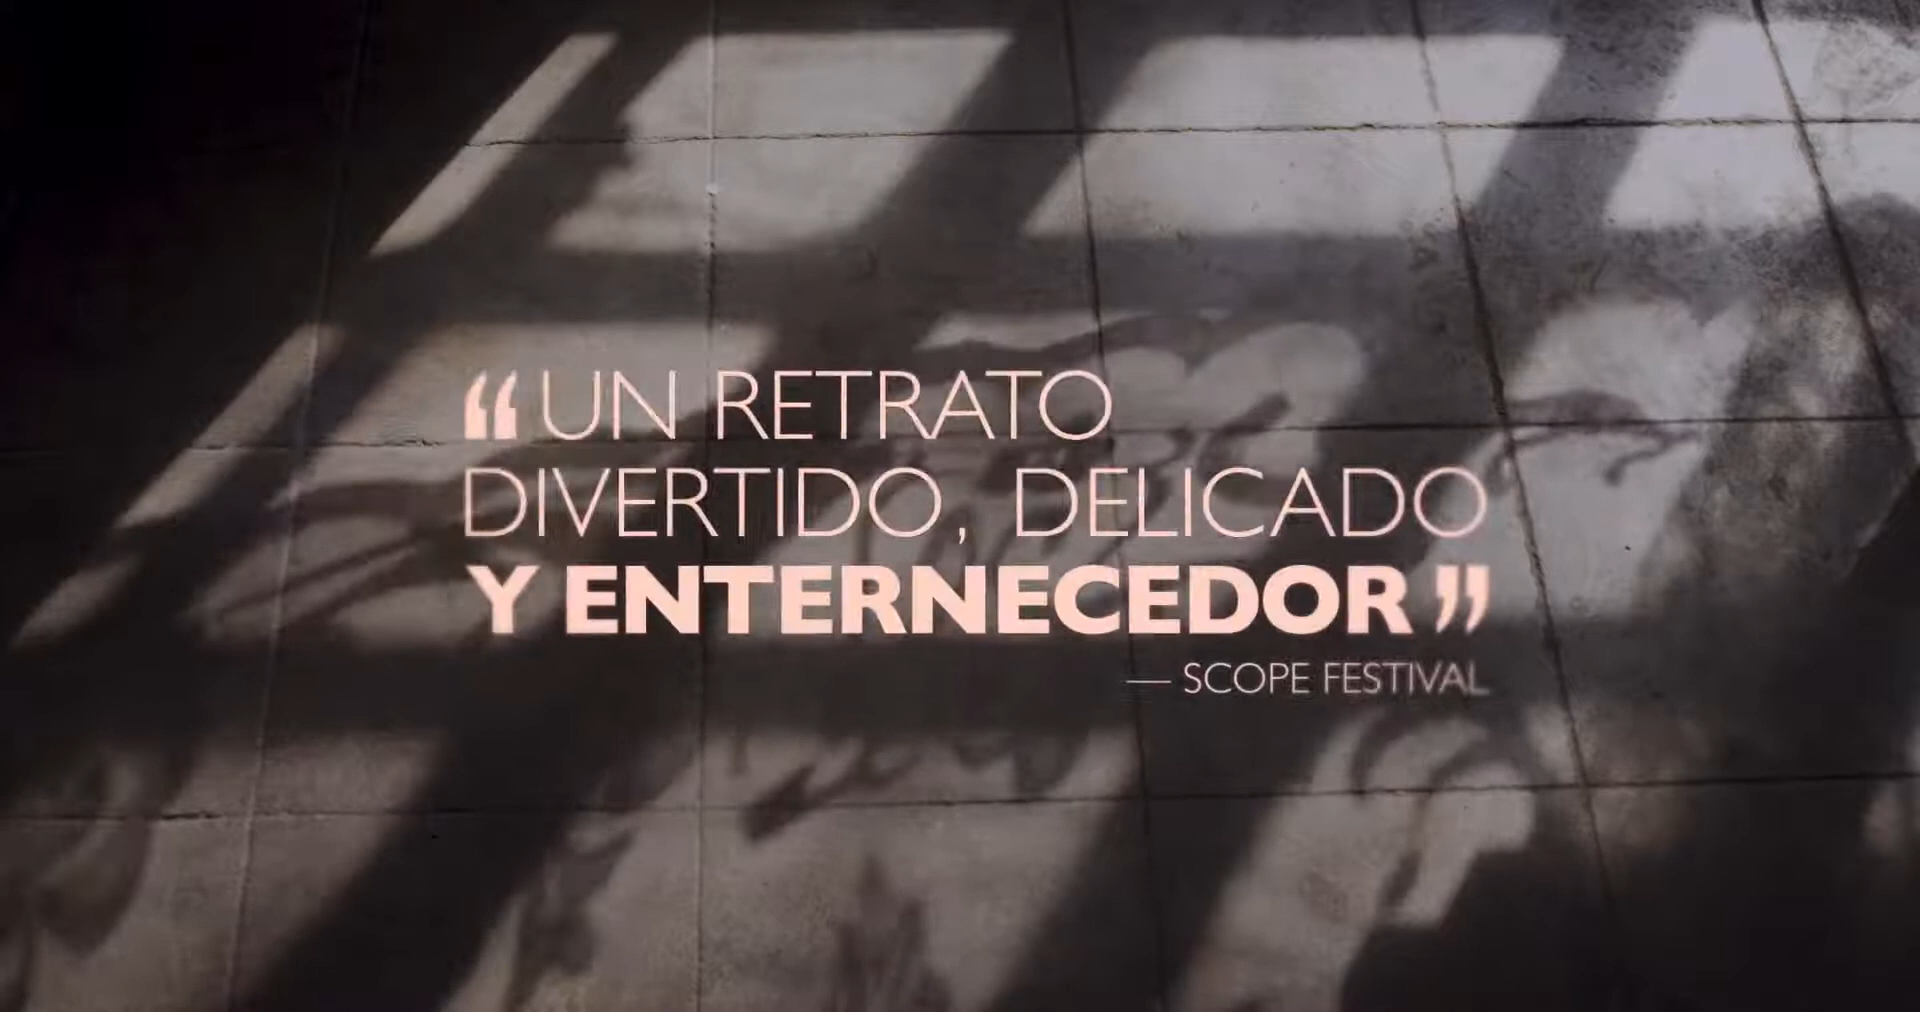 “UN RETRATO
DIVERTIDO, DELICADO
Y ENTERNECEDOR”
— SCOPE FESTIVAL